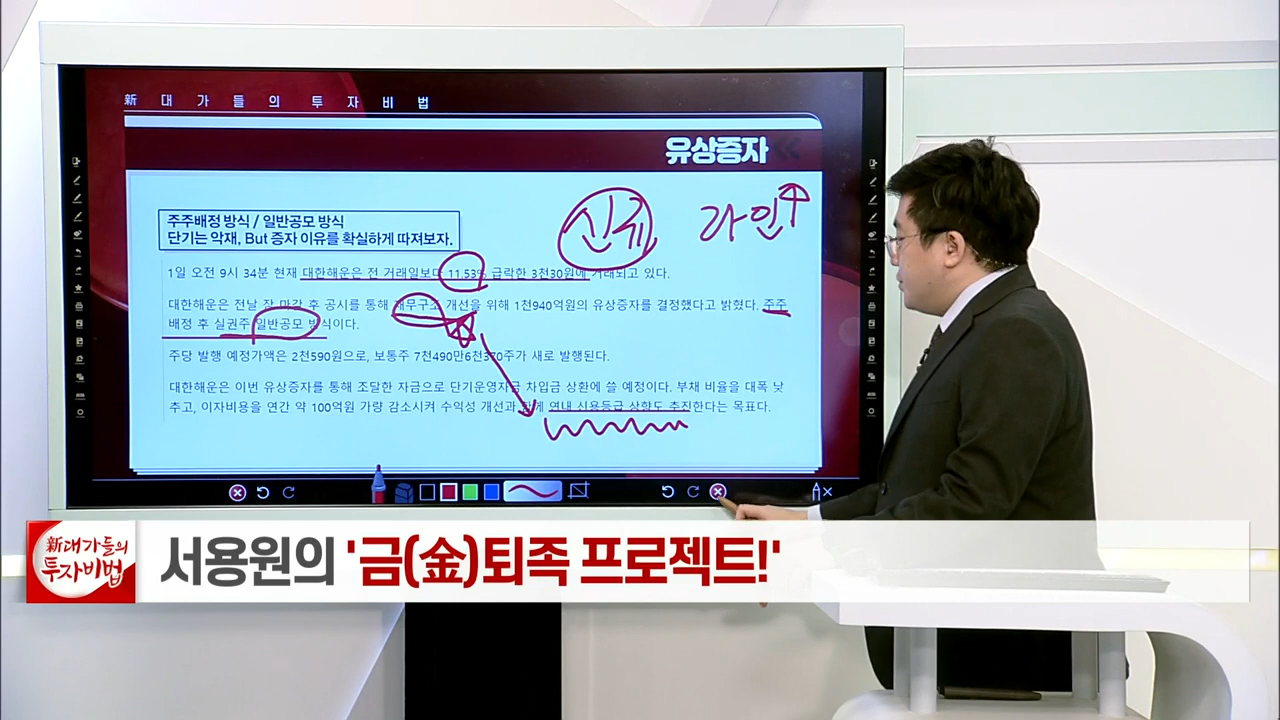 新 대가들의 투자비법
유상증자
신규 라인↑
주주배정 방식 / 일반공모 방식
단기는 악재, But 증자 이유를 확실하게 따져보자.
1일 오전 9시 34분 현재 대한해운은 전 거래일보다 11.53% 급락한 3천30원에 거래되고 있다.
대한해운은 전날 장 마감 후 공시를 통해 재무구조 개선을 위해 1천940억원의 유상증자를 결정했다고 밝혔다. 주주
배정 후 실권주 일반공모 방식이다.
주당 발행 예정가액은 2천590원으로, 보통주 7천490만6천370주가 새로 발행된다.
대한해운은 이번 유상증자를 통해 조달한 자금으로 단기운영자금 차입금 상환에 쓸 예정이다. 부채 비율을 대폭 낮
추고, 이자비용을 연간 약 100억원 가량 감소시켜 수익성 개선과 함께 연내 신용등급 상향도 추진한다는 목표다.
新대가들의
투자비법
서용원의 '금(金)퇴족 프로젝트!'